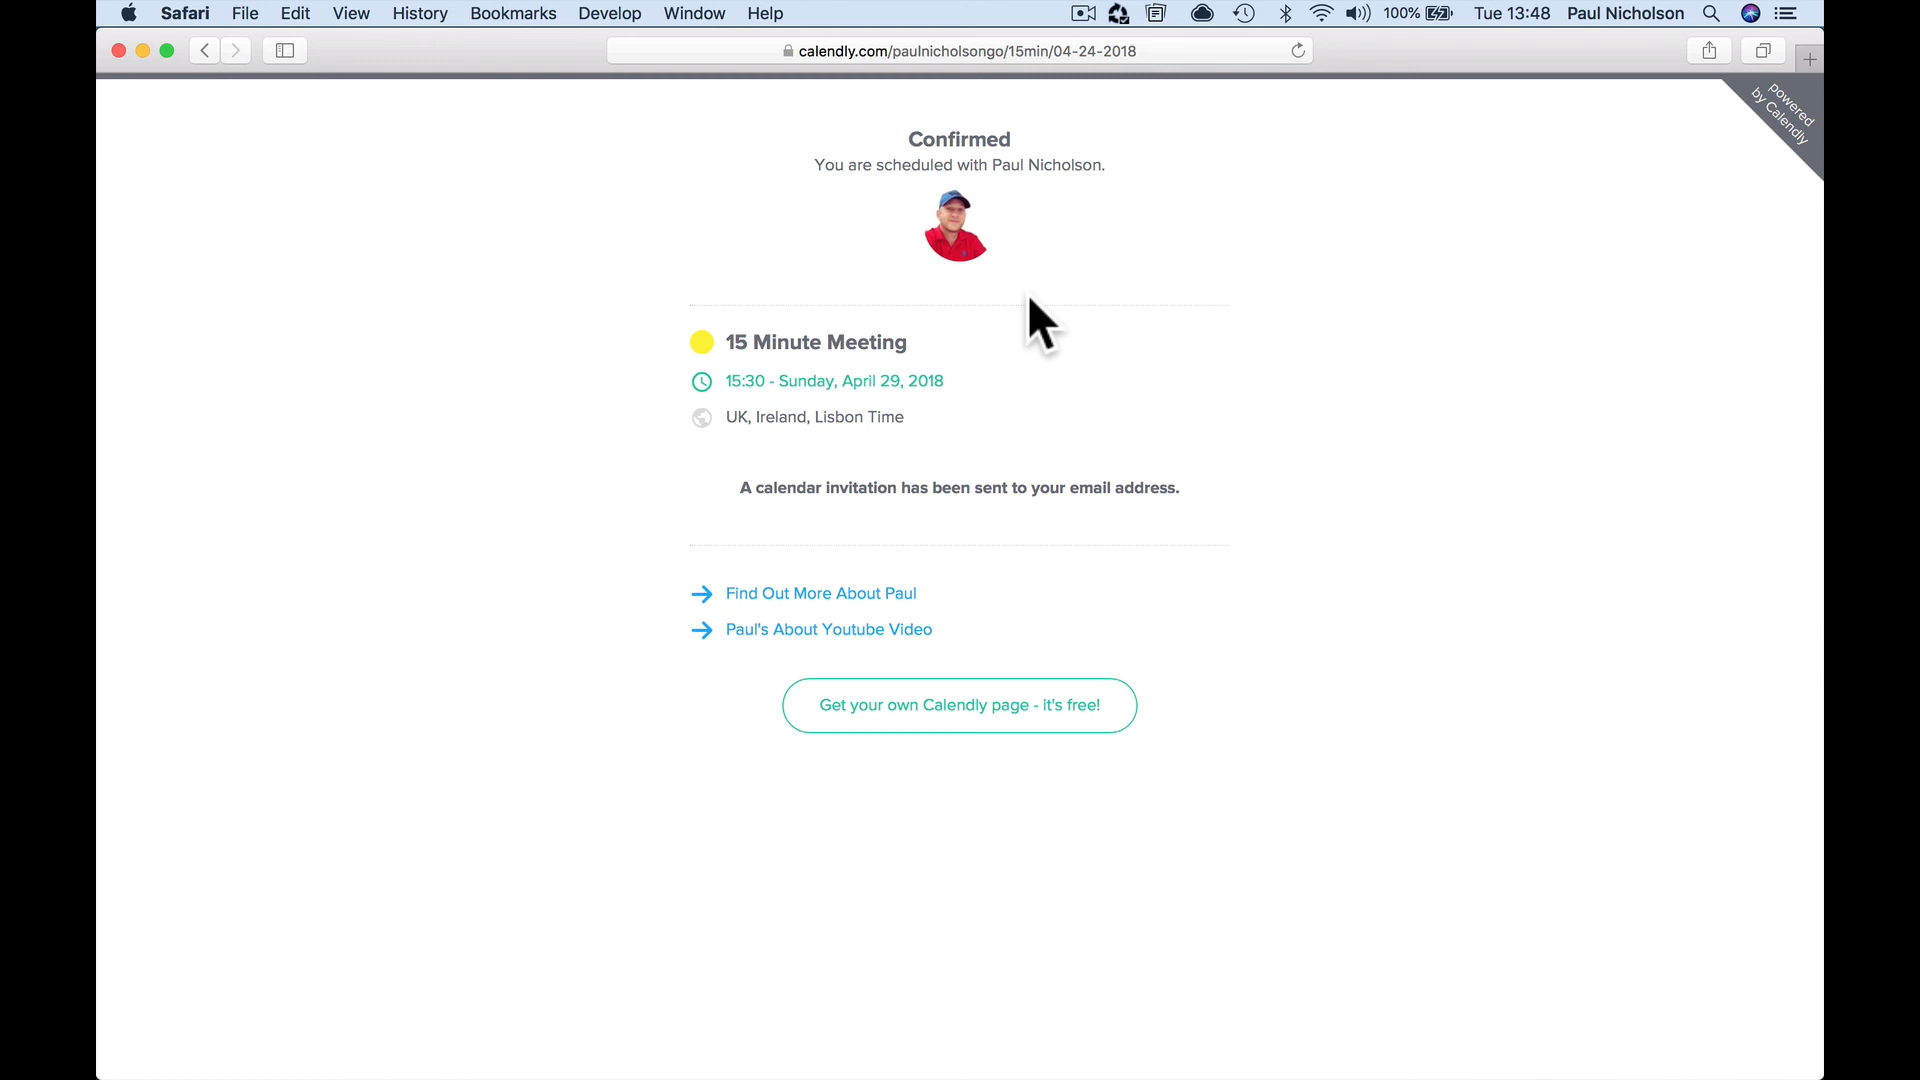 Safari File Edit View History Bookmarks Develop Window Help 100% Tue 13:48 Paul Nicholson
calendly.com/paulnicholsongo/15min/04-24-2018
powered
by Calendly
Confirmed
You are scheduled with Paul Nicholson.
15 Minute Meeting
15:30 - Sunday, April 29, 2018
UK, Ireland, Lisbon Time
A calendar invitation has been sent to your email address.
Find Out More About Paul
Paul's About Youtube Video
Get your own Calendly page - it's free!